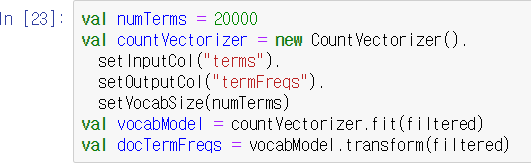 n [23]:
val numTerms = 20000
val countVectorizer = new CountVectorizer().
  setInputCol("terms").
  setOutputCol("termFreqs").
  setVocabSize(numTerms)
val vocabModel = countVectorizer.fit(filtered)
val docTermFreqs = vocabModel.transform(filtered)